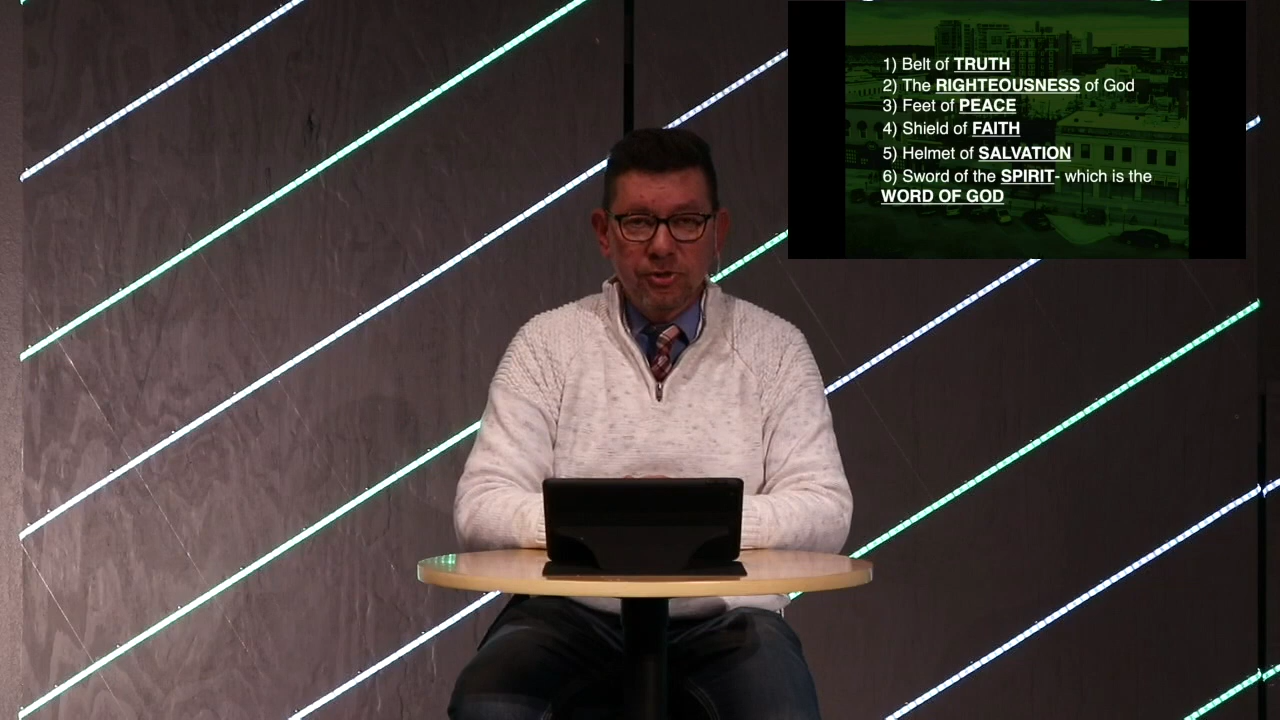 1) Belt of TRUTH
2) The RIGHTEOUSNESS of God
3) Feet of PEACE
4) Shield of FAITH
5) Helmet of SALVATION
6) Sword of the SPIRIT- which is the
WORD OF GOD